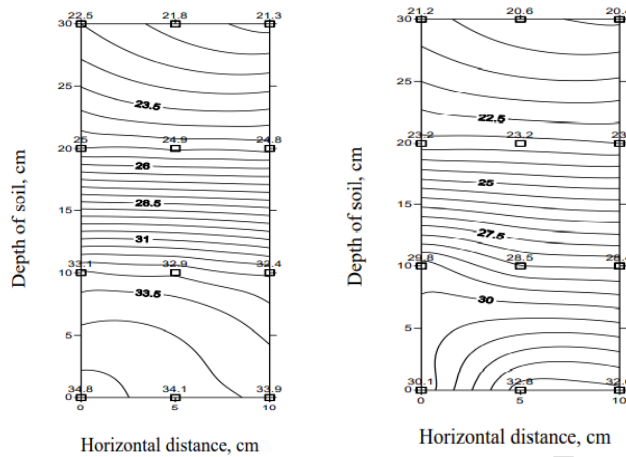 22.5 21.8 21.3
30
25
23.5
25 24.9 24.8
20
26
28.5
15
31
33.1 32.9 32.4
10
33.5
5
34.8 34.1 33.9
0
0 5 10
Depth of soil, cm
Horizontal distance, cm
21.2 20.6
30
25
22.5
23.2 23.2
20
25
15
27.5
29.8 28.5
10
30
5
30.1 32.8
0
0 5 10
Depth of soil, cm
Horizontal distance, cm